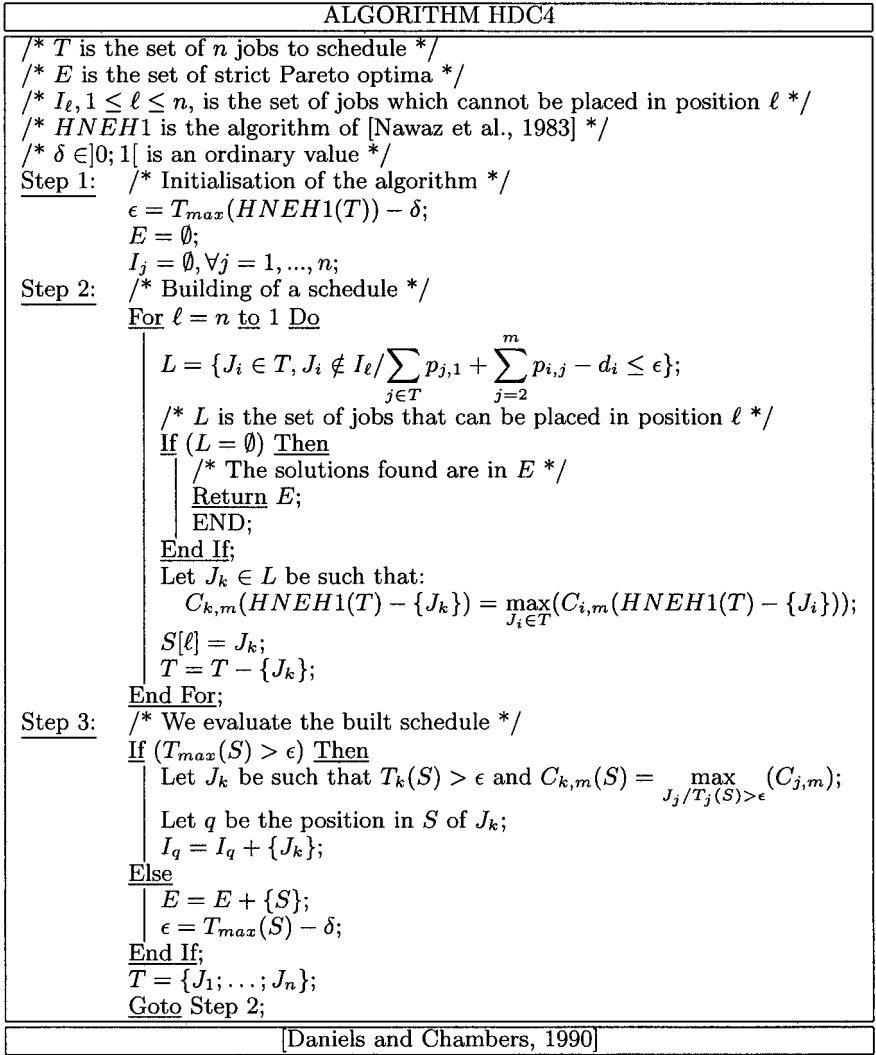 ALGORITHM HDC4
/* T is the set of n jobs to schedule */
/* E is the set of strict Pareto optima */
/* I_ℓ, 1 ≤ ℓ ≤ n, is the set of jobs which cannot be placed in position ℓ */
/* HNEH1 is the algorithm of [Nawaz et al., 1983] */
/* δ ∈]0; 1[ is an ordinary value */
Step 1: /* Initialisation of the algorithm */
ϵ = T_max(HNEH1(T)) − δ;
E = ∅;
I_j = ∅, ∀j = 1, ..., n;
Step 2: /* Building of a schedule */
For ℓ = n to 1 Do
L = {J_i ∈ T, J_i ∉ I_ℓ/∑_{j∈T} p_{j,1} + ∑_{j=2}^{m} p_{i,j} − d_i ≤ ϵ};
/* L is the set of jobs that can be placed in position ℓ */
If (L = ∅) Then
/* The solutions found are in E */
Return E;
END;
End If;
Let J_k ∈ L be such that:
C_{k,m}(HNEH1(T) − {J_k}) = max_{J_i∈T}(C_{i,m}(HNEH1(T) − {J_i}));
S[ℓ] = J_k;
T = T − {J_k};
End For;
Step 3: /* We evaluate the built schedule */
If (T_max(S) > ϵ) Then
Let J_k be such that T_k(S) > ϵ and C_{k,m}(S) = max_{J_j/T_j(S)>ϵ}(C_{j,m});
Let q be the position in S of J_k;
I_q = I_q + {J_k};
Else
E = E + {S};
ϵ = T_max(S) − δ;
End If;
T = {J_1; . . . ; J_n};
Goto Step 2;
[Daniels and Chambers, 1990]